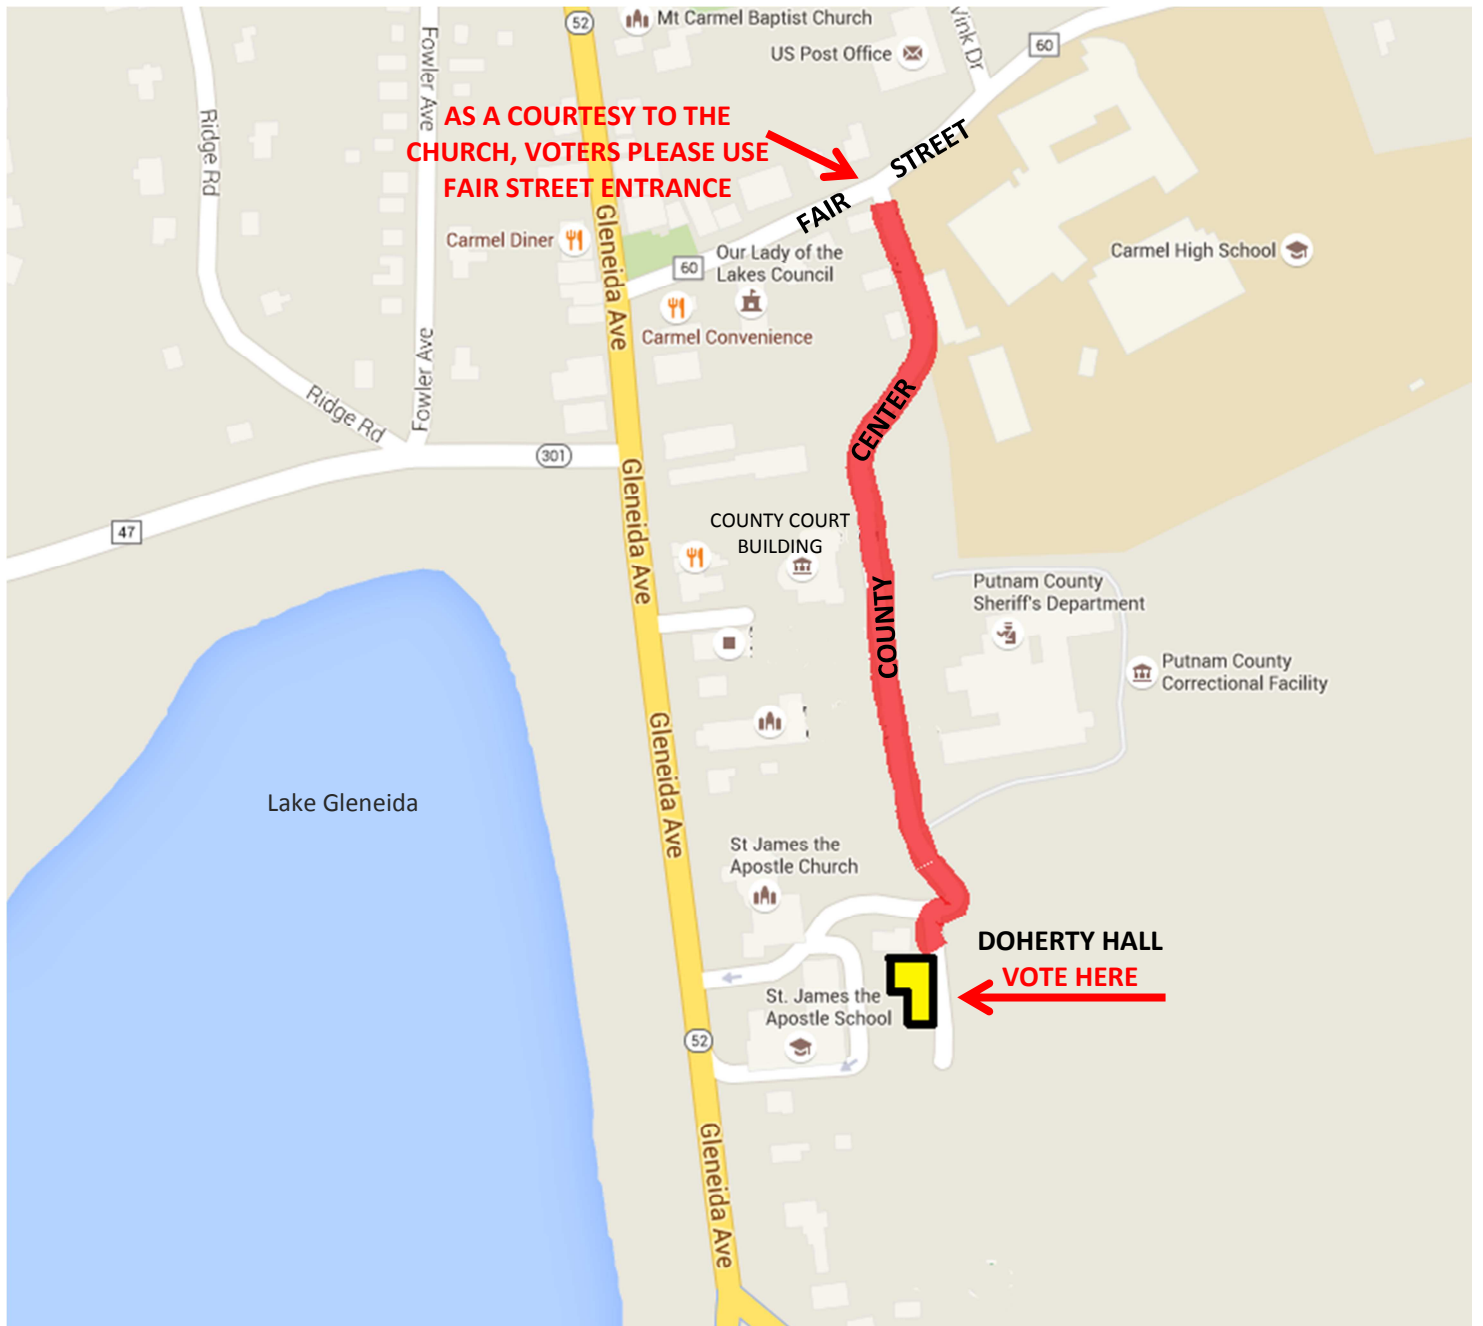 52
Mt Carmel Baptist Church
US Post Office
60
Fowler Ave
Ridge Rd
AS A COURTESY TO THE
CHURCH, VOTERS PLEASE USE
FAIR STREET ENTRANCE
FAIR STREET
Gleneida Ave
Carmel Diner
60
Our Lady of the
Lakes Council
Carmel High School
Carmel Convenience
Fowler Ave
Ridge Rd
CENTER
301
Gleneida Ave
47
COUNTY COURT
BUILDING
COUNTY
Putnam County
Sheriff's Department
Putnam County
Correctional Facility
Gleneida Ave
Lake Gleneida
St James the
Apostle Church
DOHERTY HALL
VOTE HERE
St. James the
Apostle School
52
Gleneida Ave